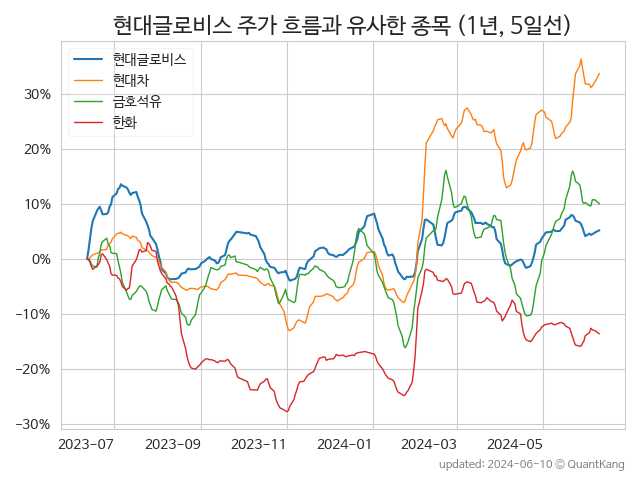 현대글로비스 주가 흐름과 유사한 종목 (1년, 5일선)
현대글로비스
현대차
금호석유
한화
30%
20%
10%
0%
−10%
−20%
−30%
2023-07
2023-09
2023-11
2024-01
2024-03
2024-05
updated: 2024-06-10 © QuantKang